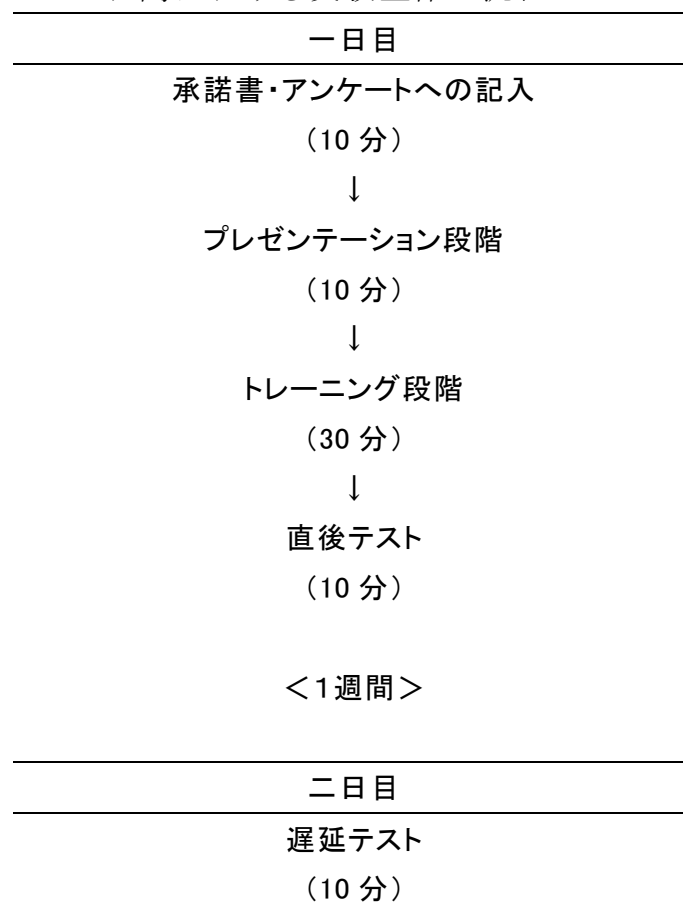 一日目
承諾書・アンケートへの記入
（10 分）
↓
プレゼンテーション段階
（10 分）
↓
トレーニング段階
（30 分）
↓
直後テスト
（10 分）
＜１週間＞
二日目
遅延テスト
（10 分）